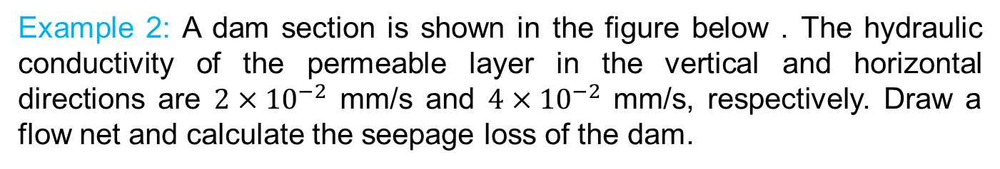 Example 2: A dam section is shown in the figure below . The hydraulic
conductivity of the permeable layer in the vertical and horizontal
directions are 2 × 10⁻² mm/s and 4 × 10⁻² mm/s, respectively. Draw a
flow net and calculate the seepage loss of the dam.